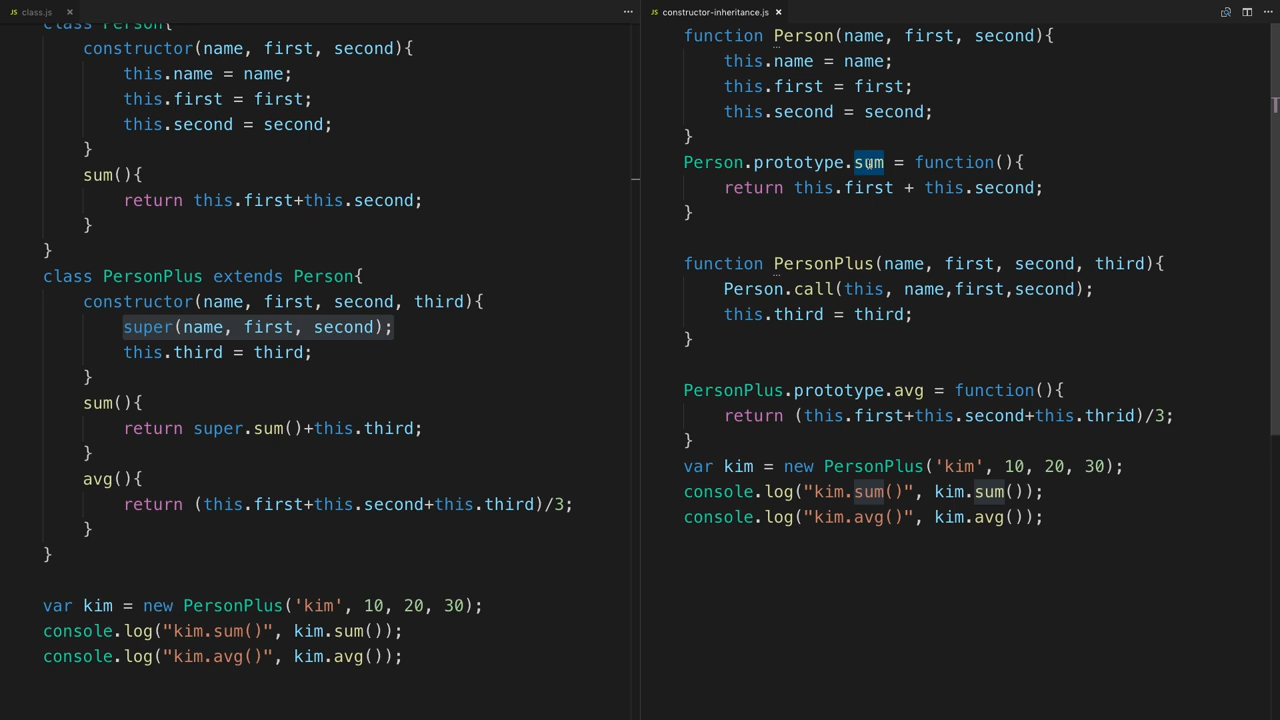 class.js
class Person{
constructor(name, first, second){
this.name = name;
this.first = first;
this.second = second;
}
sum(){
return this.first+this.second;
}
}
class PersonPlus extends Person{
constructor(name, first, second, third){
super(name, first, second);
this.third = third;
}
sum(){
return super.sum()+this.third;
}
avg(){
return (this.first+this.second+this.third)/3;
}
}
var kim = new PersonPlus('kim', 10, 20, 30);
console.log("kim.sum()", kim.sum());
console.log("kim.avg()", kim.avg());
JS constructor-inheritance.js
function Person(name, first, second){
this.name = name;
this.first = first;
this.second = second;
}
Person.prototype.sum = function(){
return this.first + this.second;
}
function PersonPlus(name, first, second, third){
Person.call(this, name,first,second);
this.third = third;
}
PersonPlus.prototype.avg = function(){
return (this.first+this.second+this.thrid)/3;
}
var kim = new PersonPlus('kim', 10, 20, 30);
console.log("kim.sum()", kim.sum());
console.log("kim.avg()", kim.avg());